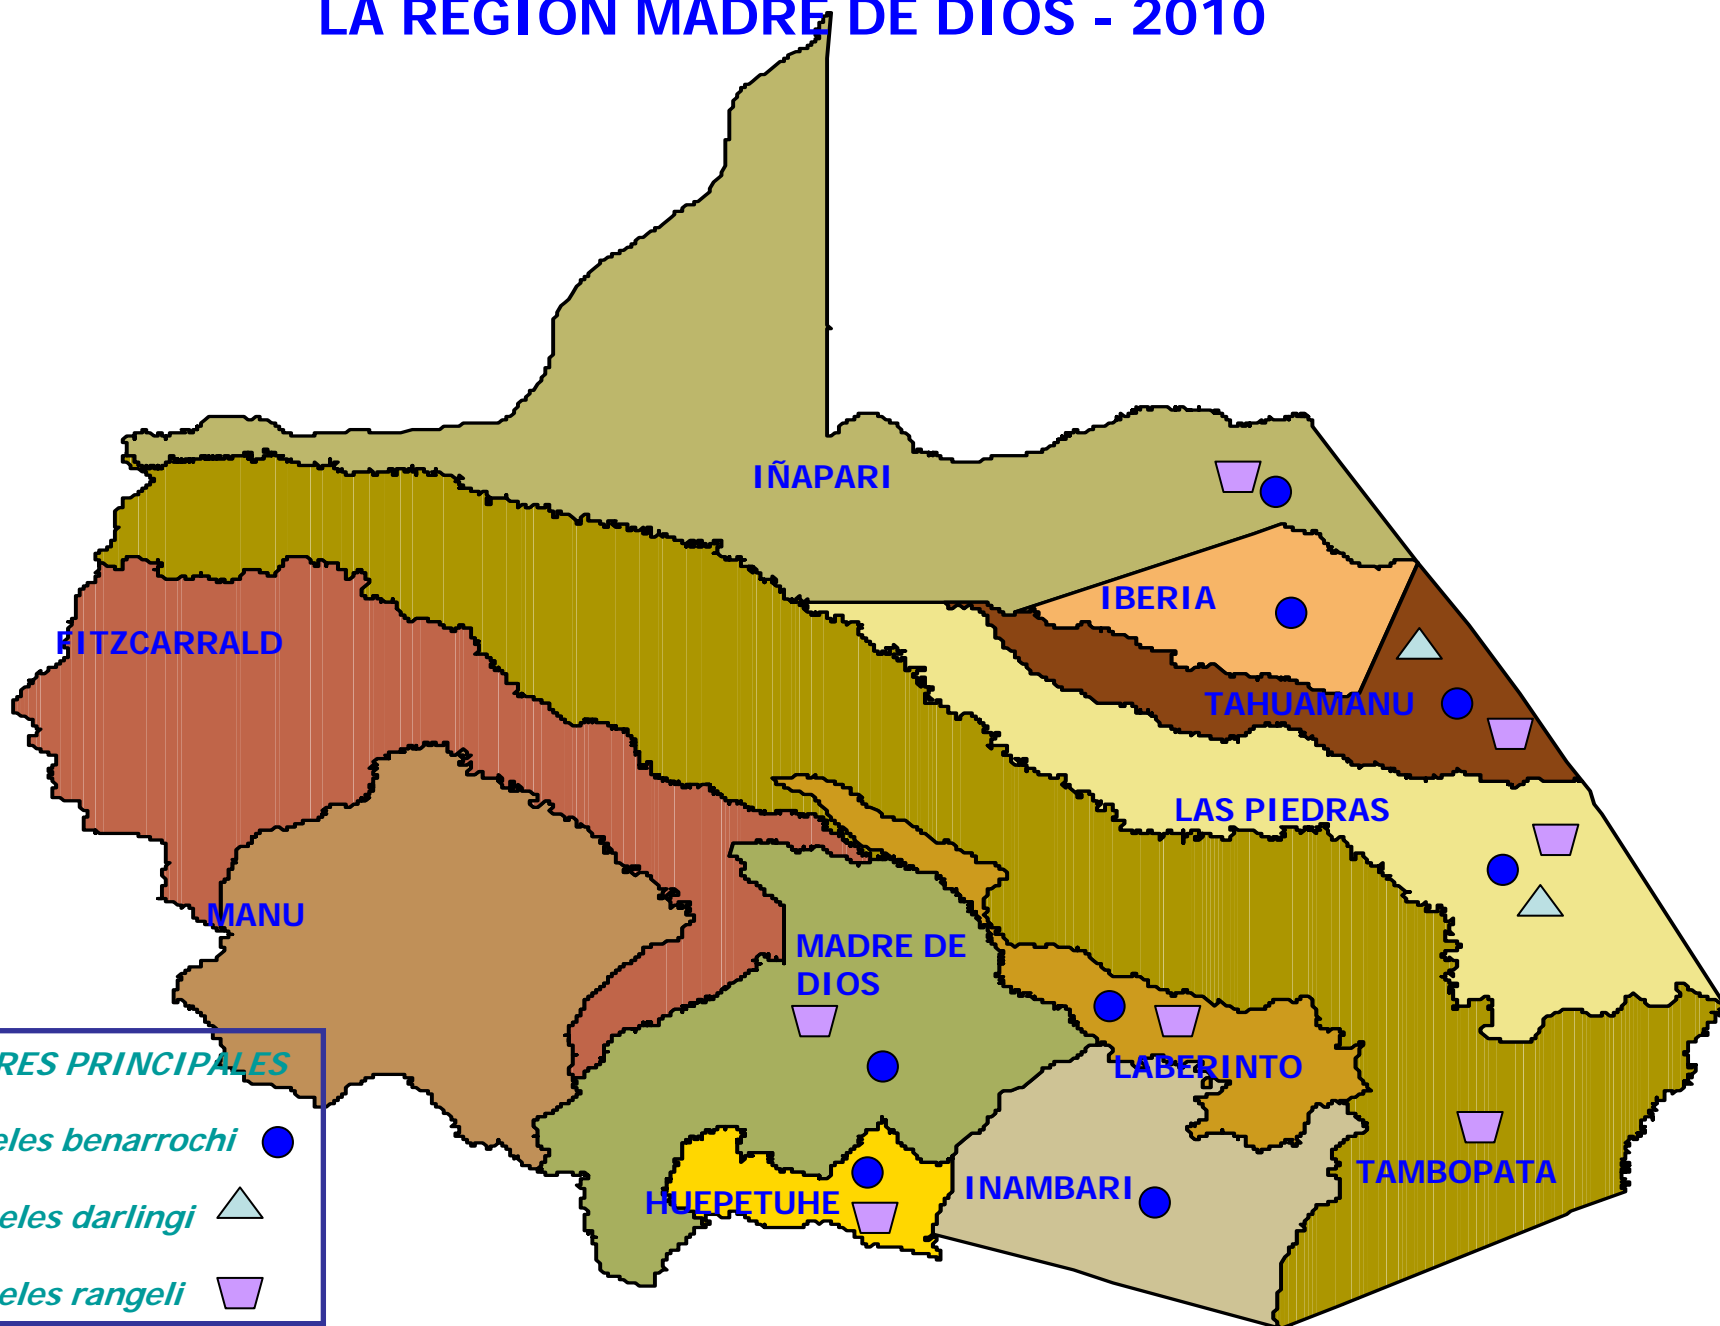 LA REGION MADRE DE DIOS - 2010
IÑAPARI
IBERIA
FITZCARRALD
TAHUAMANU
LAS PIEDRAS
MANU
MADRE DE
DIOS
LABERINTO
TAMBOPATA
INAMBARI
HUEPETUHE
RES PRINCIPALES
eles benarrochi
eles darlingi
eles rangeli